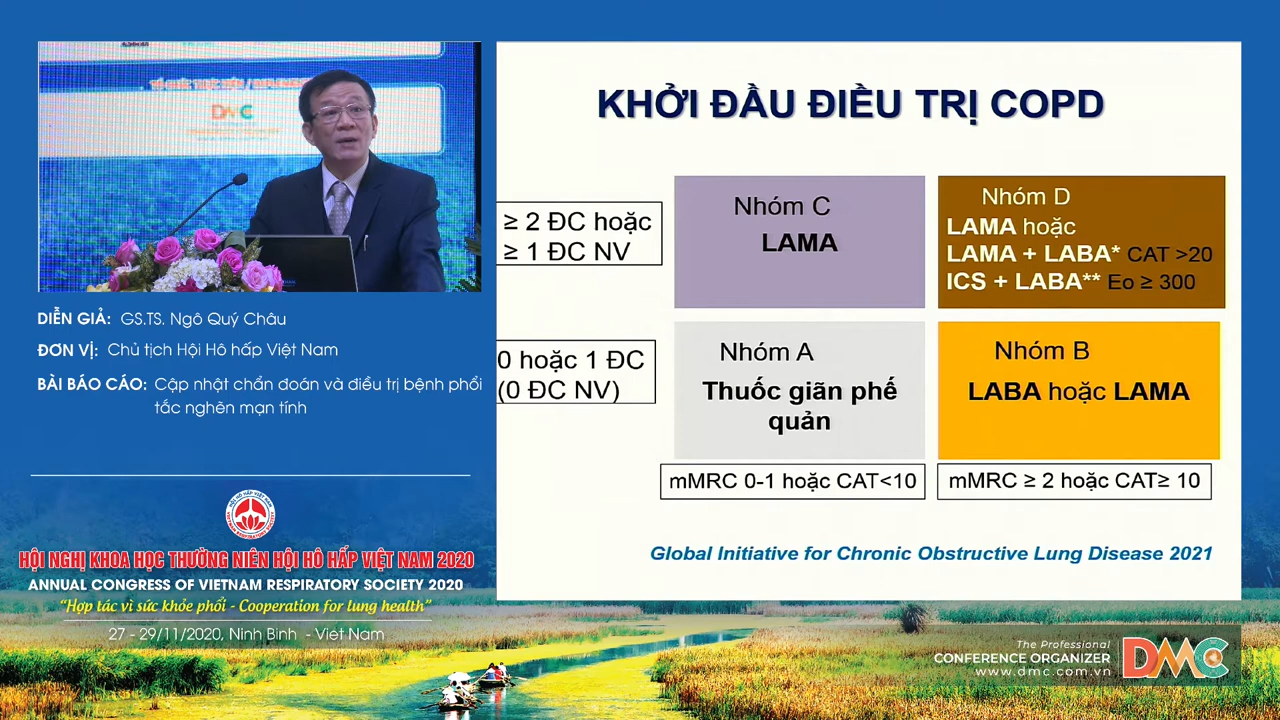 DMC
DIỄN GIẢ: GS.TS. Ngô Quý Châu
ĐƠN VỊ: Chủ tịch Hội Hô hấp Việt Nam
BÀI BÁO CÁO: Cập nhật chẩn đoán và điều trị bệnh phổi
tắc nghẽn mạn tính
HỘI NGHỊ KHOA HỌC THƯỜNG NIÊN HỘI HÔ HẤP VIỆT NAM 2020
ANNUAL CONGRESS OF VIETNAM RESPIRATORY SOCIETY 2020
“Hợp tác vì sức khỏe phổi - Cooperation for lung health”
27 - 29/11/2020, Ninh Bình - Việt Nam
KHỞI ĐẦU ĐIỀU TRỊ COPD
≥ 2 ĐC hoặc
≥ 1 ĐC NV
Nhóm C
LAMA
Nhóm D
LAMA hoặc
LAMA + LABA* CAT >20
ICS + LABA** Eo ≥ 300
0 hoặc 1 ĐC
(0 ĐC NV)
Nhóm A
Thuốc giãn phế
quản
Nhóm B
LABA hoặc LAMA
mMRC 0-1 hoặc CAT<10
mMRC ≥ 2 hoặc CAT≥ 10
Global Initiative for Chronic Obstructive Lung Disease 2021
The Professional
CONFERENCE ORGANIZER
www.dmc.com.vn
DMC